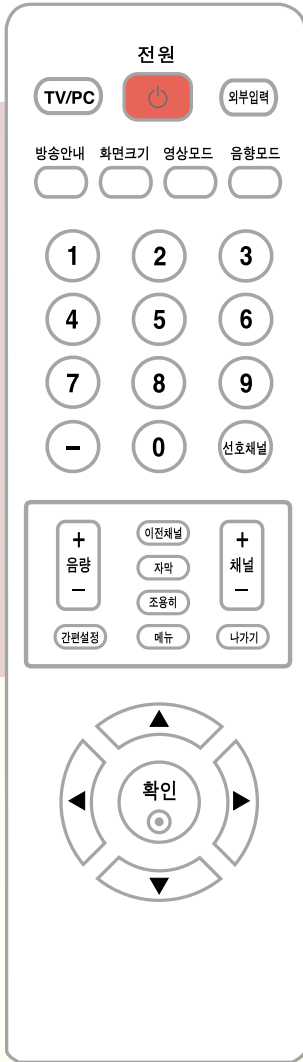 전원
TV/PC 외부입력
방송안내 화면크기 영상모드 음향모드
1 2 3
4 5 6
7 8 9
– 0 선호채널
+ 이전채널 +
음량 자막 채널
– 조용히 –
간편설정 메뉴 나가기
확인